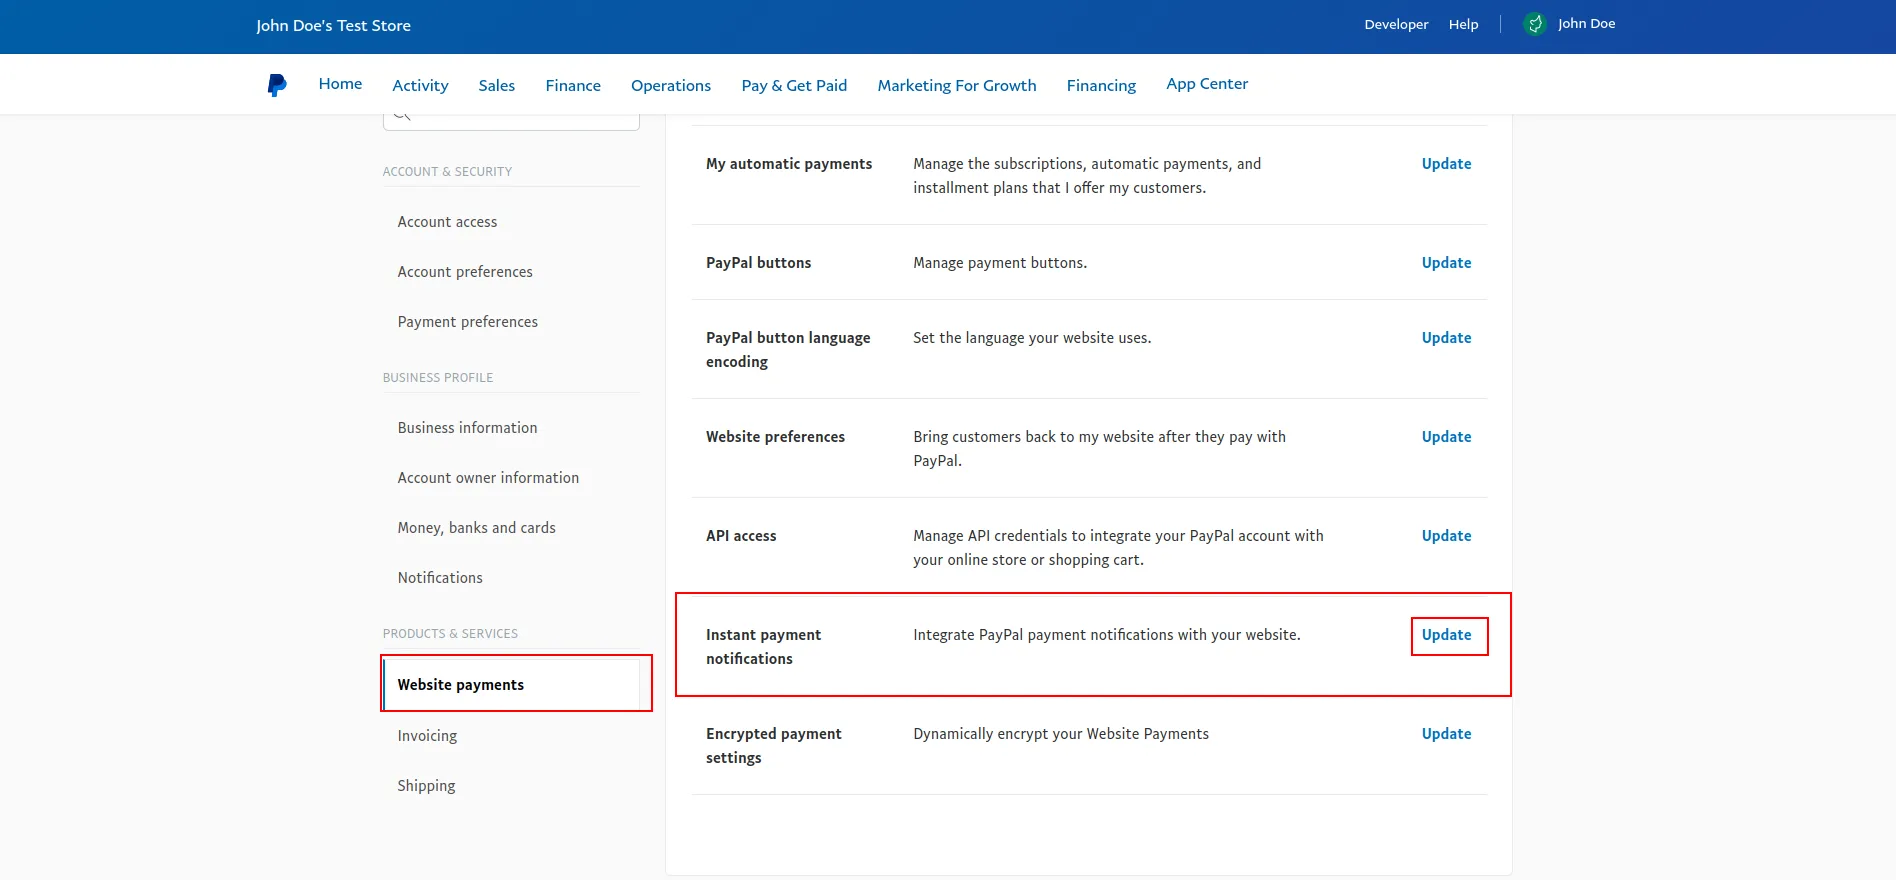 John Doe's Test Store
Developer Help John Doe
Home Activity Sales Finance Operations Pay & Get Paid Marketing For Growth Financing App Center
ACCOUNT & SECURITY
Account access
Account preferences
Payment preferences
BUSINESS PROFILE
Business information
Account owner information
Money, banks and cards
Notifications
PRODUCTS & SERVICES
Website payments
Invoicing
Shipping
My automatic payments
Manage the subscriptions, automatic payments, and
installment plans that I offer my customers.
Update
PayPal buttons
Manage payment buttons.
Update
PayPal button language
encoding
Set the language your website uses.
Update
Website preferences
Bring customers back to my website after they pay with
PayPal.
Update
API access
Manage API credentials to integrate your PayPal account with
your online store or shopping cart.
Update
Instant payment
notifications
Integrate PayPal payment notifications with your website.
Update
Encrypted payment
settings
Dynamically encrypt your Website Payments
Update